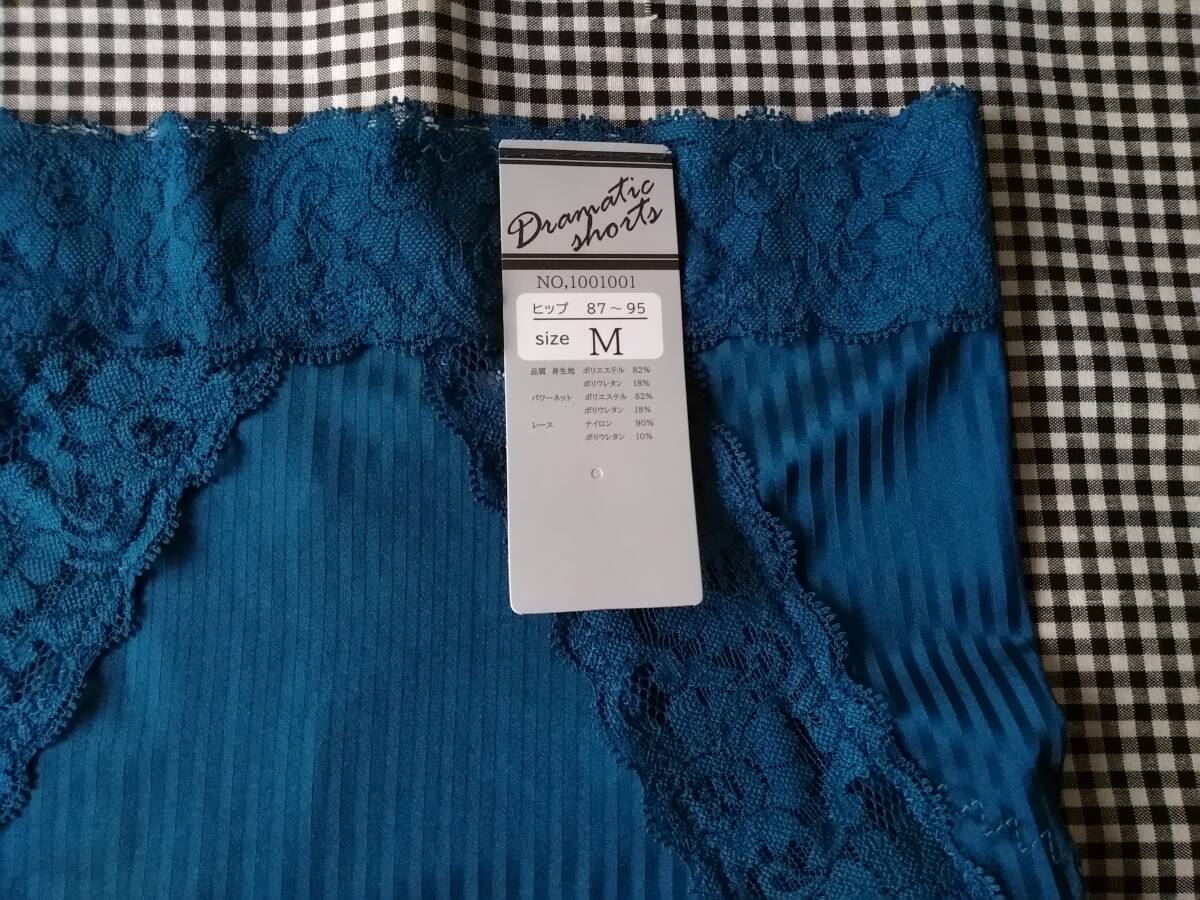 Dramatic
shorts
NO,1001001
ヒップ 87～95
size M
品質 身生地 ポリエステル 82%
ポリウレタン 18%
パワーネット ポリエステル 82%
ポリウレタン 18%
レース ナイロン 90%
ポリウレタン 10%